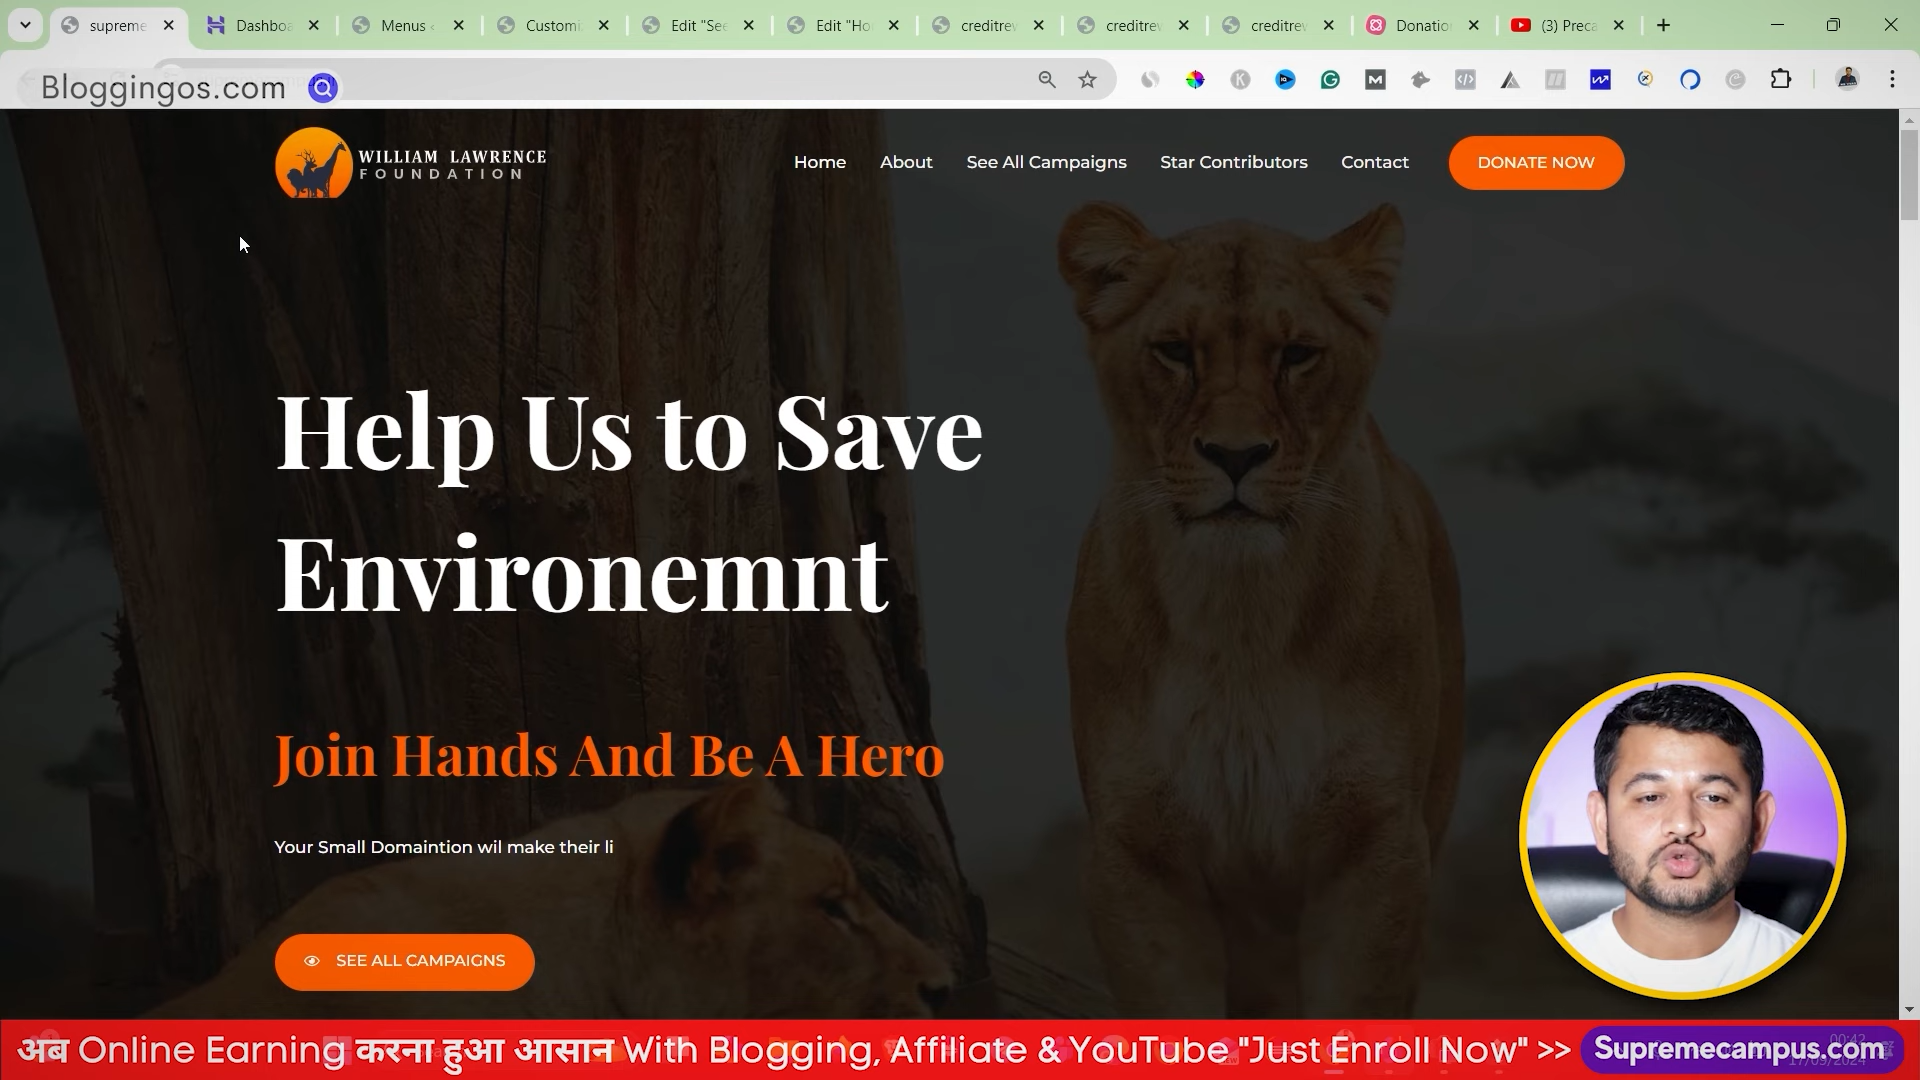 supreme
Dashboa
Menus
Custom
Edit "See
Edit "Ho
creditrev
creditrev
creditrev
Donatio
(3) Preca
Bloggingos.com
WILLIAM LAWRENCE
FOUNDATION
Home
About
See All Campaigns
Star Contributors
Contact
DONATE NOW
Help Us to Save
Environemnt
Join Hands And Be A Hero
Your Small Domaintion wil make their li
SEE ALL CAMPAIGNS
अब Online Earning करना हुआ आसान With Blogging, Affiliate & YouTube "Just Enroll Now" >>
Supremecampus.com